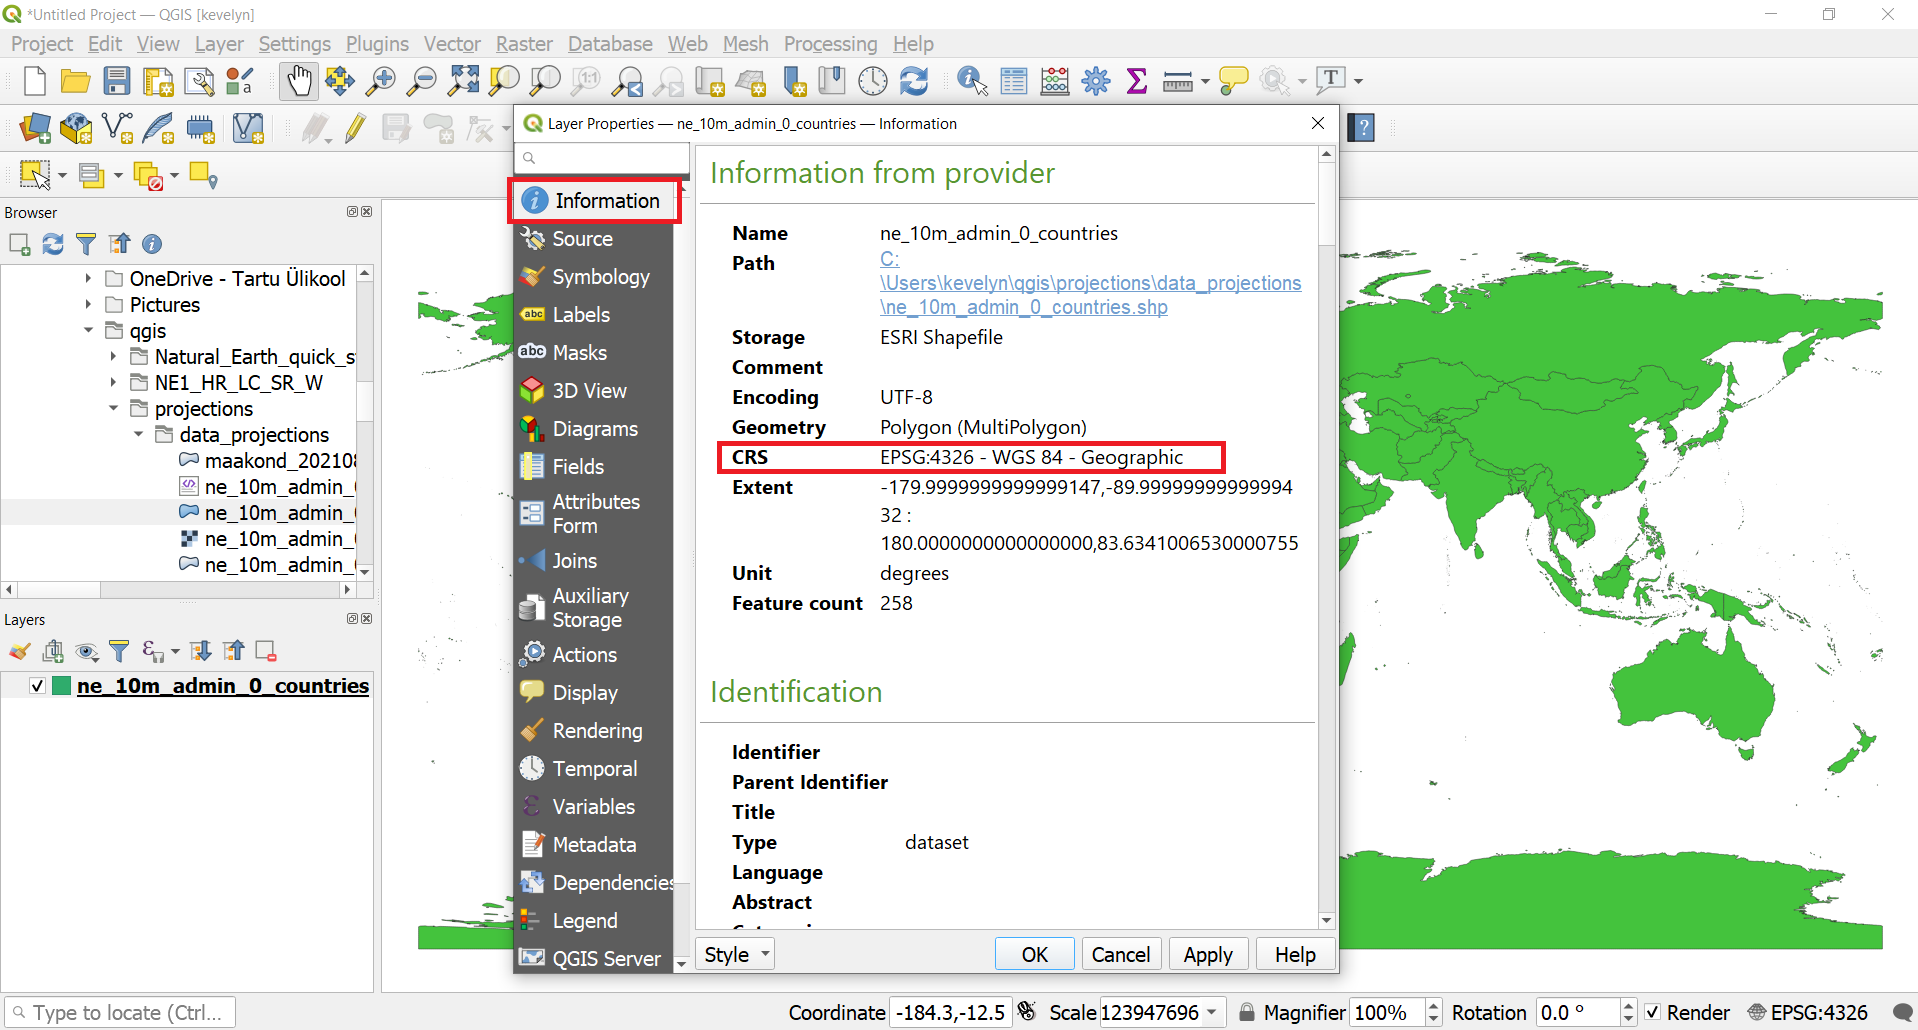 *Untitled Project — QGIS [kevelyn]
Project Edit View Layer Settings Plugins Vector Raster Database Web Mesh Processing Help
Layer Properties — ne_10m_admin_0_countries — Information
Browser
OneDrive - Tartu Ülikool
Pictures
qgis
Natural_Earth_quick_s
NE1_HR_LC_SR_W
projections
data_projections
maakond_20210
ne_10m_admin_
ne_10m_admin_
ne_10m_admin_
ne_10m_admin_
Layers
ne_10m_admin_0_countries
Information
Source
Symbology
abc Labels
abc Masks
3D View
Diagrams
Fields
Attributes
Form
Joins
Auxiliary
Storage
Actions
Display
Rendering
Temporal
Variables
Metadata
Dependencies
Legend
QGIS Server
Information from provider
Name ne_10m_admin_0_countries
Path C:
\Users\kevelyn\qgis\projections\data_projections
\ne_10m_admin_0_countries.shp
Storage ESRI Shapefile
Comment
Encoding UTF-8
Geometry Polygon (MultiPolygon)
CRS EPSG:4326 - WGS 84 - Geographic
Extent -179.9999999999999147,-89.99999999999994
32 :
180.0000000000000000,83.6341006530000755
Unit degrees
Feature count 258
Identification
Identifier
Parent Identifier
Title
Type dataset
Language
Abstract
Style OK Cancel Apply Help
Type to locate (Ctrl... Coordinate -184.3,-12.5 Scale 123947696 Magnifier 100% Rotation 0.0 ° Render EPSG:4326